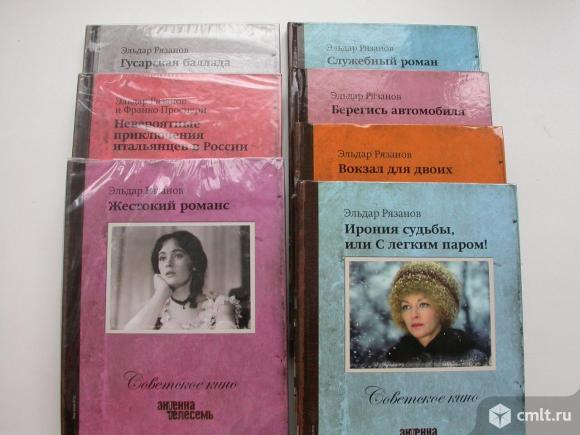 Эльдар Рязанов
Гусарская баллада
Эльдар Рязанов
и Франко Проспери
Невероятные
приключения
итальянцев в России
Эльдар Рязанов
Жестокий романс
Советское кино
антенна
телесемь
Эльдар Рязанов
Служебный роман
Эльдар Рязанов
Берегись автомобиля
Эльдар Рязанов
Вокзал для двоих
Эльдар Рязанов
Ирония судьбы,
или С легким паром!
Советское кино
антенна
cmlt.ru